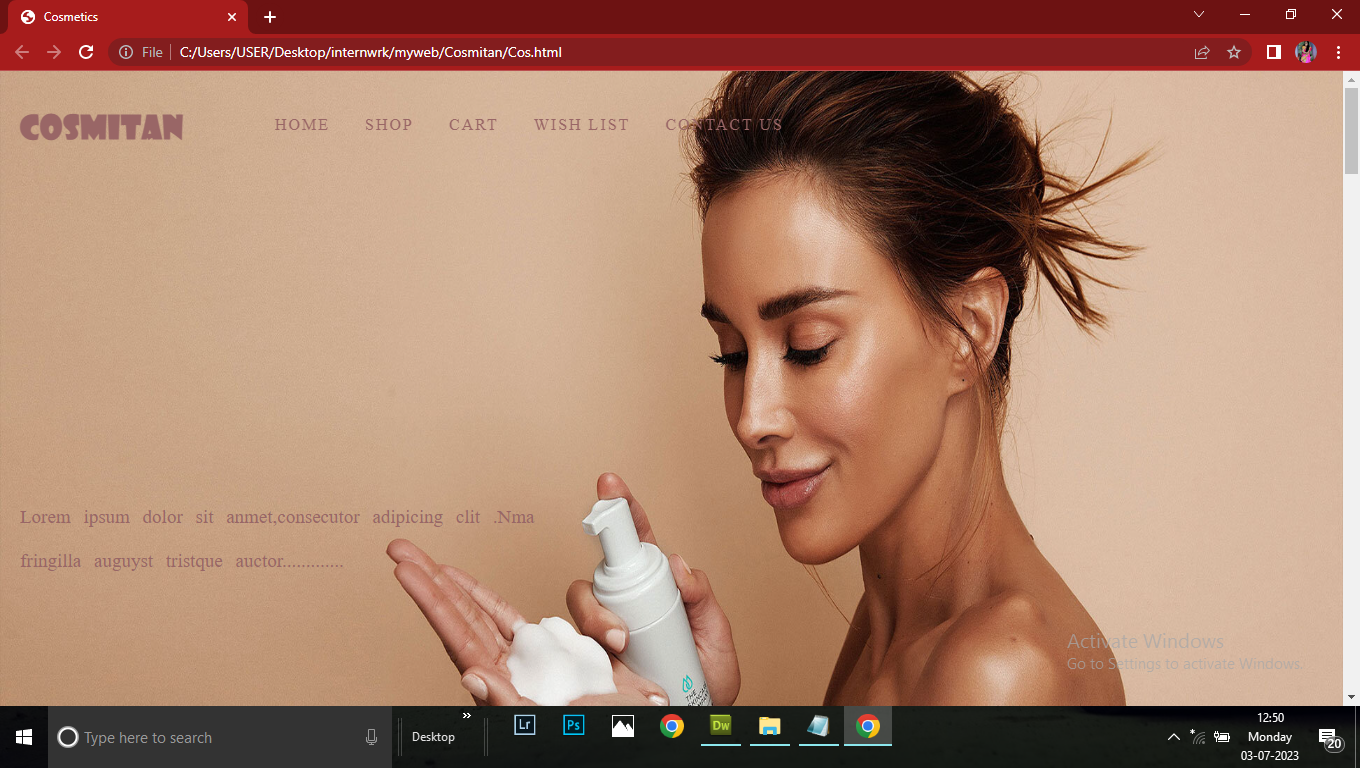 Cosmetics
File C:/Users/USER/Desktop/internwrk/myweb/Cosmitan/Cos.html
COSMITAN HOME SHOP CART WISH LIST CONTACT US
Lorem ipsum dolor sit anmet,consecutor adipicing clit .Nma
fringilla auguyst tristque auctor.............
THE
Activate Windows
Go to Settings to activate Windows.
Type here to search
Desktop
Lr Ps Dw
12:50
Monday
03-07-2023
20